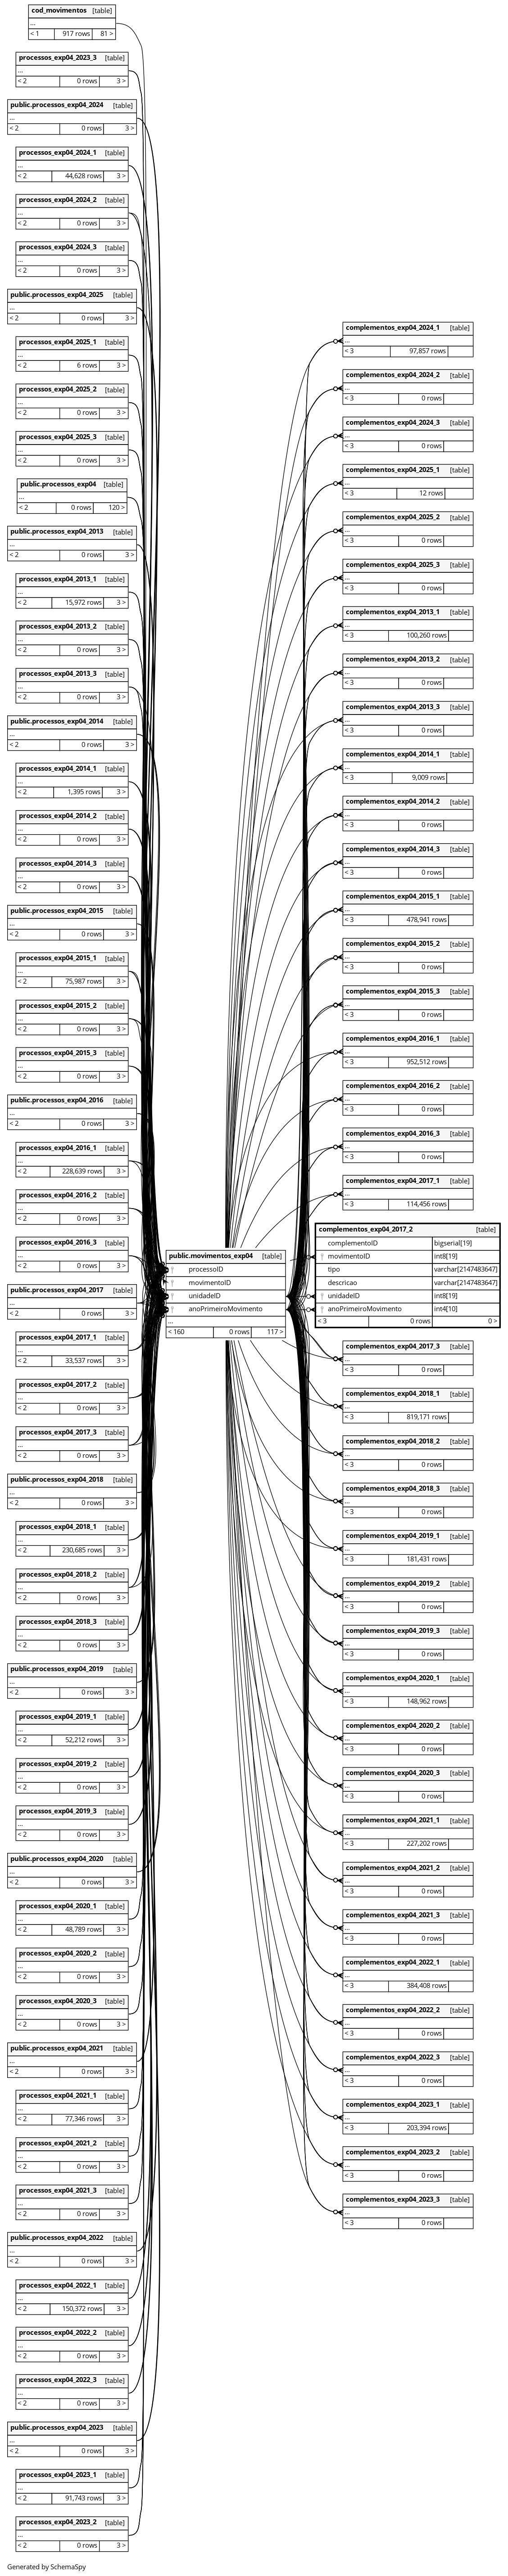 cod_movimentos [table]
...
< 1 917 rows 81 >
processos_exp04_2023_3 [table]
...
< 2 0 rows 3 >
public.processos_exp04_2024 [table]
...
< 2 0 rows 3 >
processos_exp04_2024_1 [table]
...
< 2 44,628 rows 3 >
processos_exp04_2024_2 [table]
...
< 2 0 rows 3 >
processos_exp04_2024_3 [table]
...
< 2 0 rows 3 >
public.processos_exp04_2025 [table]
...
< 2 0 rows 3 >
processos_exp04_2025_1 [table]
...
< 2 6 rows 3 >
processos_exp04_2025_2 [table]
...
< 2 0 rows 3 >
processos_exp04_2025_3 [table]
...
< 2 0 rows 3 >
public.processos_exp04 [table]
...
< 2 0 rows 120 >
public.processos_exp04_2013 [table]
...
< 2 0 rows 3 >
processos_exp04_2013_1 [table]
...
< 2 15,972 rows 3 >
processos_exp04_2013_2 [table]
...
< 2 0 rows 3 >
processos_exp04_2013_3 [table]
...
< 2 0 rows 3 >
public.processos_exp04_2014 [table]
...
< 2 0 rows 3 >
processos_exp04_2014_1 [table]
...
< 2 1,395 rows 3 >
processos_exp04_2014_2 [table]
...
< 2 0 rows 3 >
processos_exp04_2014_3 [table]
...
< 2 0 rows 3 >
public.processos_exp04_2015 [table]
...
< 2 0 rows 3 >
processos_exp04_2015_1 [table]
...
< 2 75,987 rows 3 >
processos_exp04_2015_2 [table]
...
< 2 0 rows 3 >
processos_exp04_2015_3 [table]
...
< 2 0 rows 3 >
public.processos_exp04_2016 [table]
...
< 2 0 rows 3 >
processos_exp04_2016_1 [table]
...
< 2 228,639 rows 3 >
processos_exp04_2016_2 [table]
...
< 2 0 rows 3 >
processos_exp04_2016_3 [table]
...
< 2 0 rows 3 >
public.processos_exp04_2017 [table]
...
< 2 0 rows 3 >
processos_exp04_2017_1 [table]
...
< 2 33,537 rows 3 >
processos_exp04_2017_2 [table]
...
< 2 0 rows 3 >
processos_exp04_2017_3 [table]
...
< 2 0 rows 3 >
public.processos_exp04_2018 [table]
...
< 2 0 rows 3 >
processos_exp04_2018_1 [table]
...
< 2 230,685 rows 3 >
processos_exp04_2018_2 [table]
...
< 2 0 rows 3 >
processos_exp04_2018_3 [table]
...
< 2 0 rows 3 >
public.processos_exp04_2019 [table]
...
< 2 0 rows 3 >
processos_exp04_2019_1 [table]
...
< 2 52,212 rows 3 >
processos_exp04_2019_2 [table]
...
< 2 0 rows 3 >
processos_exp04_2019_3 [table]
...
< 2 0 rows 3 >
public.processos_exp04_2020 [table]
...
< 2 0 rows 3 >
processos_exp04_2020_1 [table]
...
< 2 48,789 rows 3 >
processos_exp04_2020_2 [table]
...
< 2 0 rows 3 >
processos_exp04_2020_3 [table]
...
< 2 0 rows 3 >
public.processos_exp04_2021 [table]
...
< 2 0 rows 3 >
processos_exp04_2021_1 [table]
...
< 2 77,346 rows 3 >
processos_exp04_2021_2 [table]
...
< 2 0 rows 3 >
processos_exp04_2021_3 [table]
...
< 2 0 rows 3 >
public.processos_exp04_2022 [table]
...
< 2 0 rows 3 >
processos_exp04_2022_1 [table]
...
< 2 150,372 rows 3 >
processos_exp04_2022_2 [table]
...
< 2 0 rows 3 >
processos_exp04_2022_3 [table]
...
< 2 0 rows 3 >
public.processos_exp04_2023 [table]
...
< 2 0 rows 3 >
processos_exp04_2023_1 [table]
...
< 2 91,743 rows 3 >
processos_exp04_2023_2 [table]
...
< 2 0 rows 3 >
public.movimentos_exp04 [table]
processoID
movimentoID
unidadeID
anoPrimeiroMovimento
...
< 160 0 rows 117 >
complementos_exp04_2024_1 [table]
...
< 3 97,857 rows
complementos_exp04_2024_2 [table]
...
< 3 0 rows
complementos_exp04_2024_3 [table]
...
< 3 0 rows
complementos_exp04_2025_1 [table]
...
< 3 12 rows
complementos_exp04_2025_2 [table]
...
< 3 0 rows
complementos_exp04_2025_3 [table]
...
< 3 0 rows
complementos_exp04_2013_1 [table]
...
< 3 100,260 rows
complementos_exp04_2013_2 [table]
...
< 3 0 rows
complementos_exp04_2013_3 [table]
...
< 3 0 rows
complementos_exp04_2014_1 [table]
...
< 3 9,009 rows
complementos_exp04_2014_2 [table]
...
< 3 0 rows
complementos_exp04_2014_3 [table]
...
< 3 0 rows
complementos_exp04_2015_1 [table]
...
< 3 478,941 rows
complementos_exp04_2015_2 [table]
...
< 3 0 rows
complementos_exp04_2015_3 [table]
...
< 3 0 rows
complementos_exp04_2016_1 [table]
...
< 3 952,512 rows
complementos_exp04_2016_2 [table]
...
< 3 0 rows
complementos_exp04_2016_3 [table]
...
< 3 0 rows
complementos_exp04_2017_1 [table]
...
< 3 114,456 rows
complementos_exp04_2017_2 [table]
complementoID bigserial[19]
movimentoID int8[19]
tipo varchar[2147483647]
descricao varchar[2147483647]
unidadeID int8[19]
anoPrimeiroMovimento int4[10]
< 3 0 rows 0 >
complementos_exp04_2017_3 [table]
...
< 3 0 rows
complementos_exp04_2018_1 [table]
...
< 3 819,171 rows
complementos_exp04_2018_2 [table]
...
< 3 0 rows
complementos_exp04_2018_3 [table]
...
< 3 0 rows
complementos_exp04_2019_1 [table]
...
< 3 181,431 rows
complementos_exp04_2019_2 [table]
...
< 3 0 rows
complementos_exp04_2019_3 [table]
...
< 3 0 rows
complementos_exp04_2020_1 [table]
...
< 3 148,962 rows
complementos_exp04_2020_2 [table]
...
< 3 0 rows
complementos_exp04_2020_3 [table]
...
< 3 0 rows
complementos_exp04_2021_1 [table]
...
< 3 227,202 rows
complementos_exp04_2021_2 [table]
...
< 3 0 rows
complementos_exp04_2021_3 [table]
...
< 3 0 rows
complementos_exp04_2022_1 [table]
...
< 3 384,408 rows
complementos_exp04_2022_2 [table]
...
< 3 0 rows
complementos_exp04_2022_3 [table]
...
< 3 0 rows
complementos_exp04_2023_1 [table]
...
< 3 203,394 rows
complementos_exp04_2023_2 [table]
...
< 3 0 rows
complementos_exp04_2023_3 [table]
...
< 3 0 rows
Generated by SchemaSpy